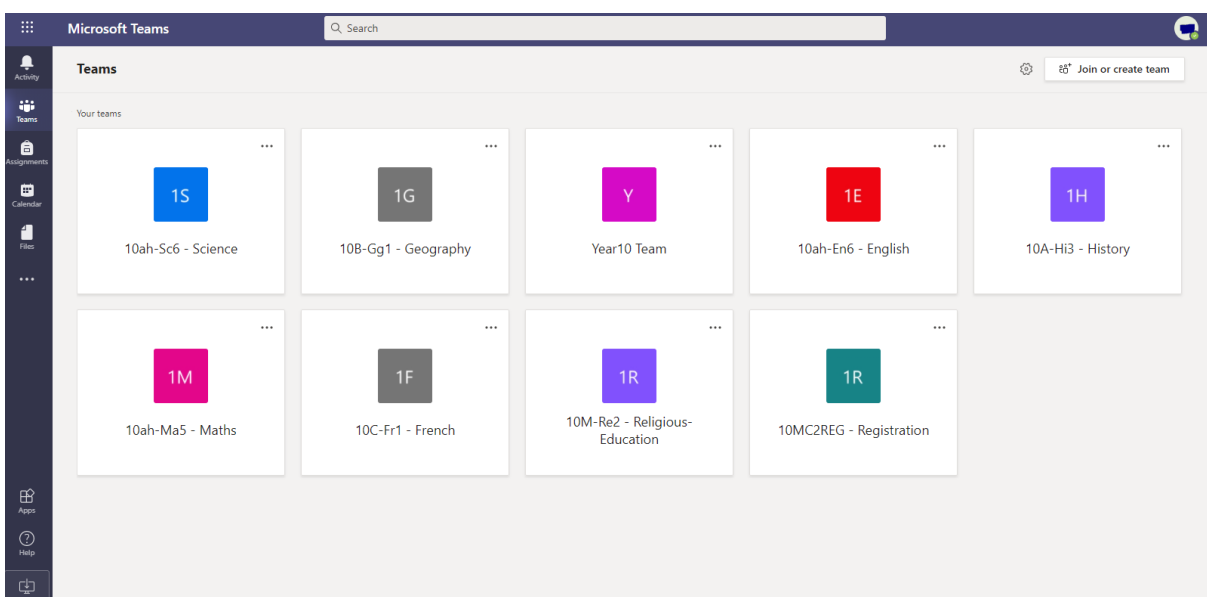 Microsoft Teams
Search
Activity
Teams
Assignments
Calendar
Files
Teams
Join or create team
Your teams
1S
10ah-Sc6 - Science
1G
10B-Gg1 - Geography
Y
Year10 Team
1E
10ah-En6 - English
1H
10A-Hi3 - History
1M
10ah-Ma5 - Maths
1F
10C-Fr1 - French
1R
10M-Re2 - Religious-
Education
1R
10MC2REG - Registration
Apps
Help